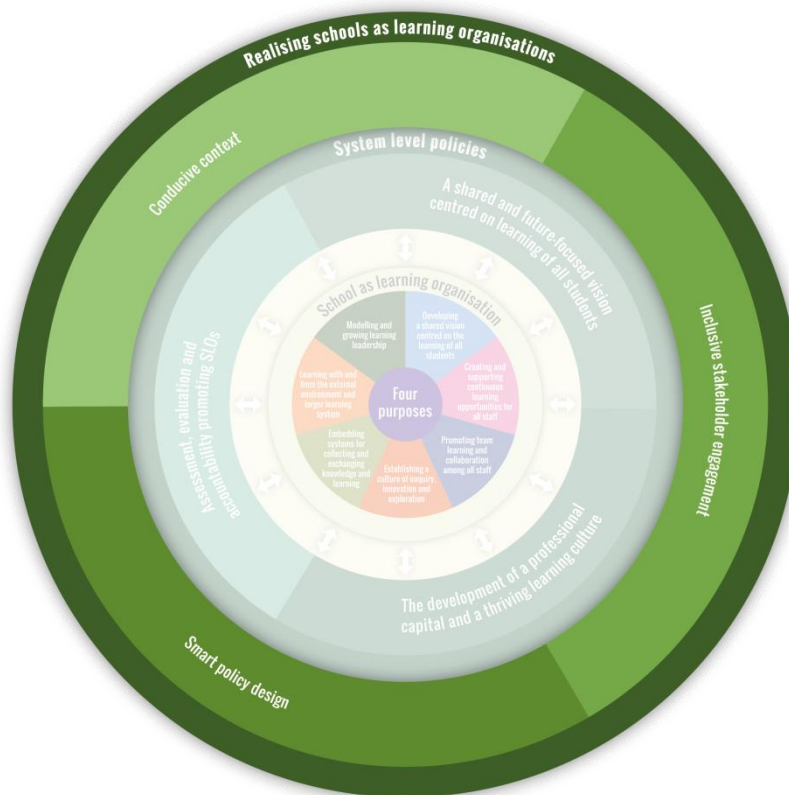 Realising schools as learning organisations
Conducive context
Inclusive stakeholder engagement
Smart policy design
System level policies
A shared and future-focused vision
centred on learning of all students
The development of a professional
capital and a thriving learning culture
Assessment, evaluation and
accountability promoting SLOs
School as learning organisation
Developing
a shared vision
centred on the
learning of all
students
Creating and
supporting
continuous
learning
opportunities for
all staff
Promoting team
learning and
collaboration
among all staff
Establishing a
culture of enquiry,
innovation and
exploration
Embedding
systems for
collecting and
exchanging
knowledge and
learning
Learning with and
from the external
environment and
larger learning
system
Modelling and
growing learning
leadership
Four
purposes